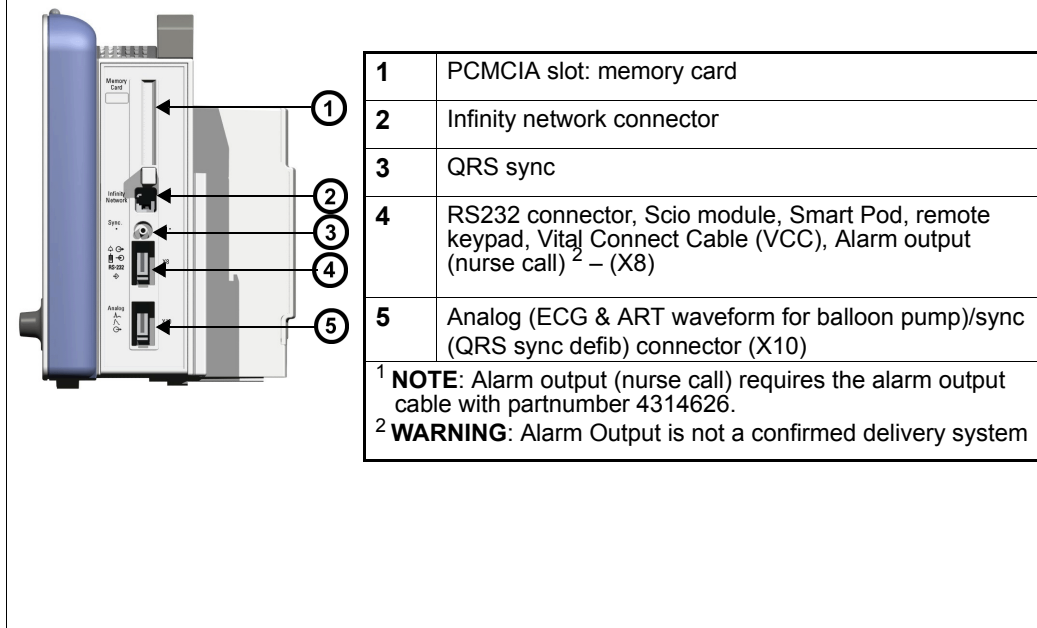 Memory
Card
Infinity
Network
Sync.
RS-232
X8
Analog
1
2
3
4
5
1 PCMCIA slot: memory card
2 Infinity network connector
3 QRS sync
4 RS232 connector, Scio module, Smart Pod, remote
keypad, Vital Connect Cable (VCC), Alarm output
(nurse call) 2 – (X8)
5 Analog (ECG & ART waveform for balloon pump)/sync
(QRS sync defib) connector (X10)
1 NOTE: Alarm output (nurse call) requires the alarm output
cable with partnumber 4314626.
2 WARNING: Alarm Output is not a confirmed delivery system